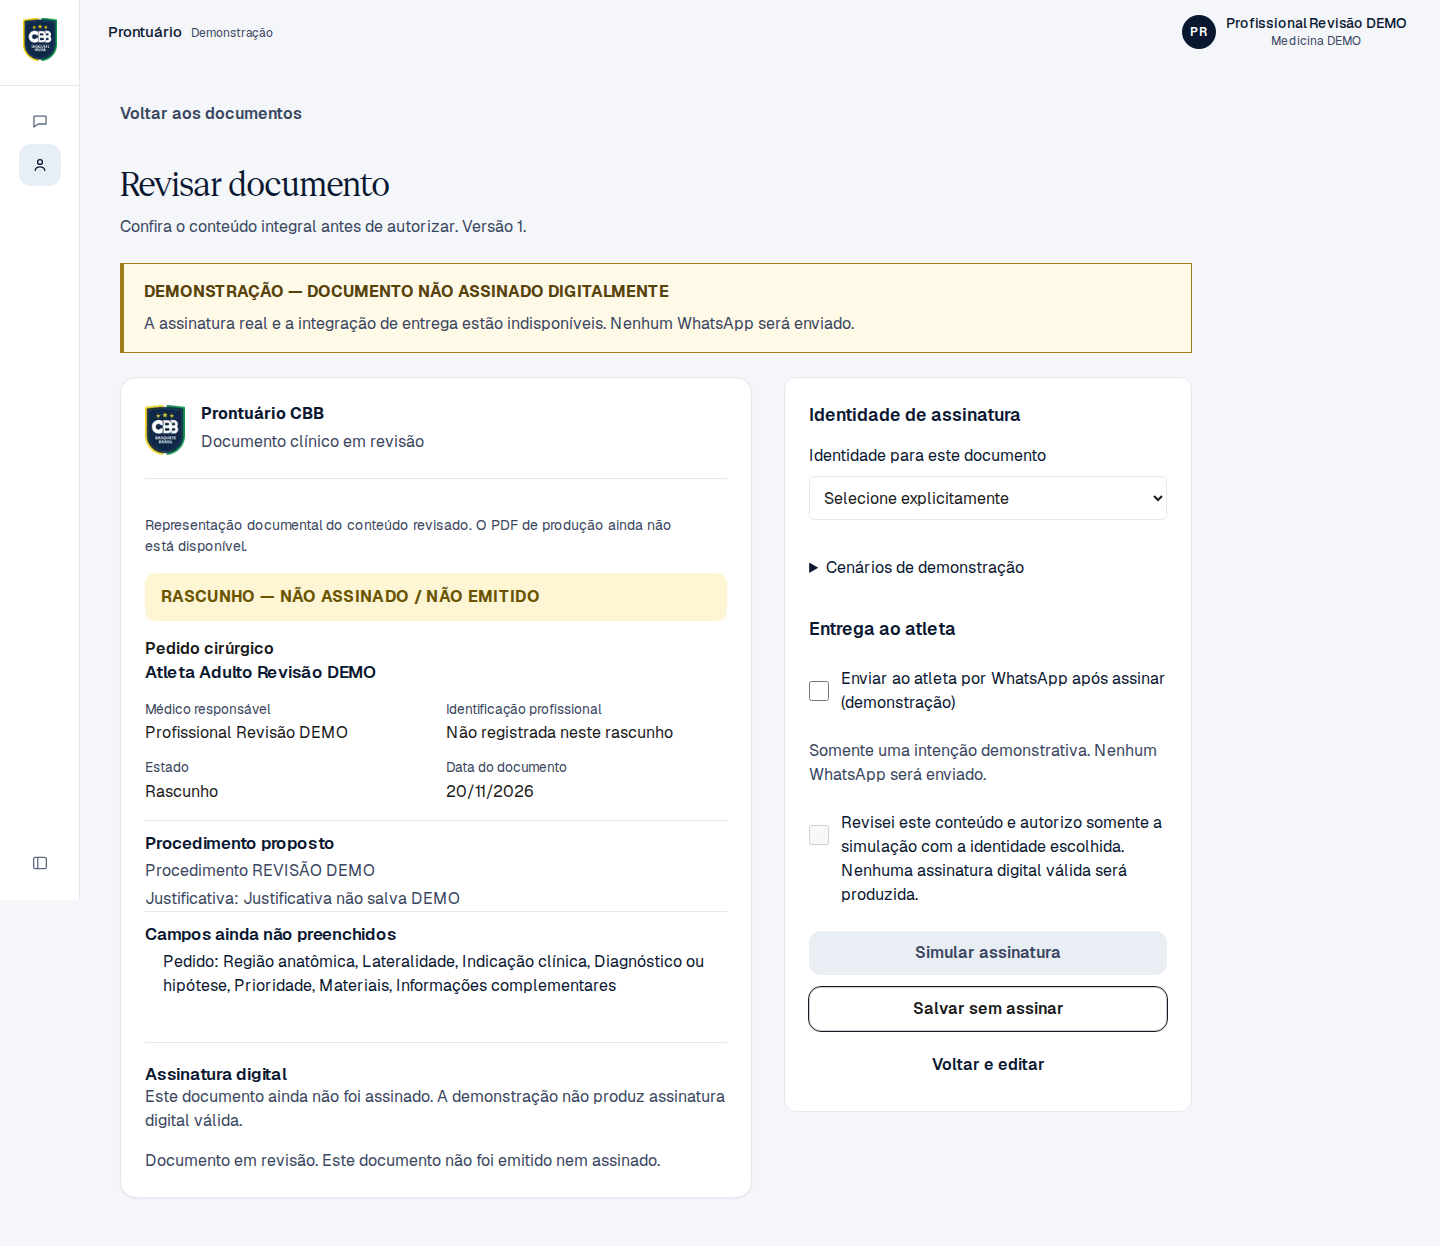 CBB
BASQUETE
BRASIL
Prontuário Demonstração
PR
Profissional Revisão DEMO
Medicina DEMO
Voltar aos documentos
Revisar documento
Confira o conteúdo integral antes de autorizar. Versão 1.
DEMONSTRAÇÃO — DOCUMENTO NÃO ASSINADO DIGITALMENTE
A assinatura real e a integração de entrega estão indisponíveis. Nenhum WhatsApp será enviado.
CBB
BASQUETE
BRASIL
Prontuário CBB
Documento clínico em revisão
Representação documental do conteúdo revisado. O PDF de produção ainda não
está disponível.
RASCUNHO — NÃO ASSINADO / NÃO EMITIDO
Pedido cirúrgico
Atleta Adulto Revisão DEMO
Médico responsável
Profissional Revisão DEMO
Identificação profissional
Não registrada neste rascunho
Estado
Rascunho
Data do documento
20/11/2026
Procedimento proposto
Procedimento REVISÃO DEMO
Justificativa: Justificativa não salva DEMO
Campos ainda não preenchidos
Pedido: Região anatômica, Lateralidade, Indicação clínica, Diagnóstico ou
hipótese, Prioridade, Materiais, Informações complementares
Assinatura digital
Este documento ainda não foi assinado. A demonstração não produz assinatura
digital válida.
Documento em revisão. Este documento não foi emitido nem assinado.
Identidade de assinatura
Identidade para este documento
Selecione explicitamente
Cenários de demonstração
Entrega ao atleta
Enviar ao atleta por WhatsApp após assinar
(demonstração)
Somente uma intenção demonstrativa. Nenhum
WhatsApp será enviado.
Revisei este conteúdo e autorizo somente a
simulação com a identidade escolhida.
Nenhuma assinatura digital válida será
produzida.
Simular assinatura
Salvar sem assinar
Voltar e editar